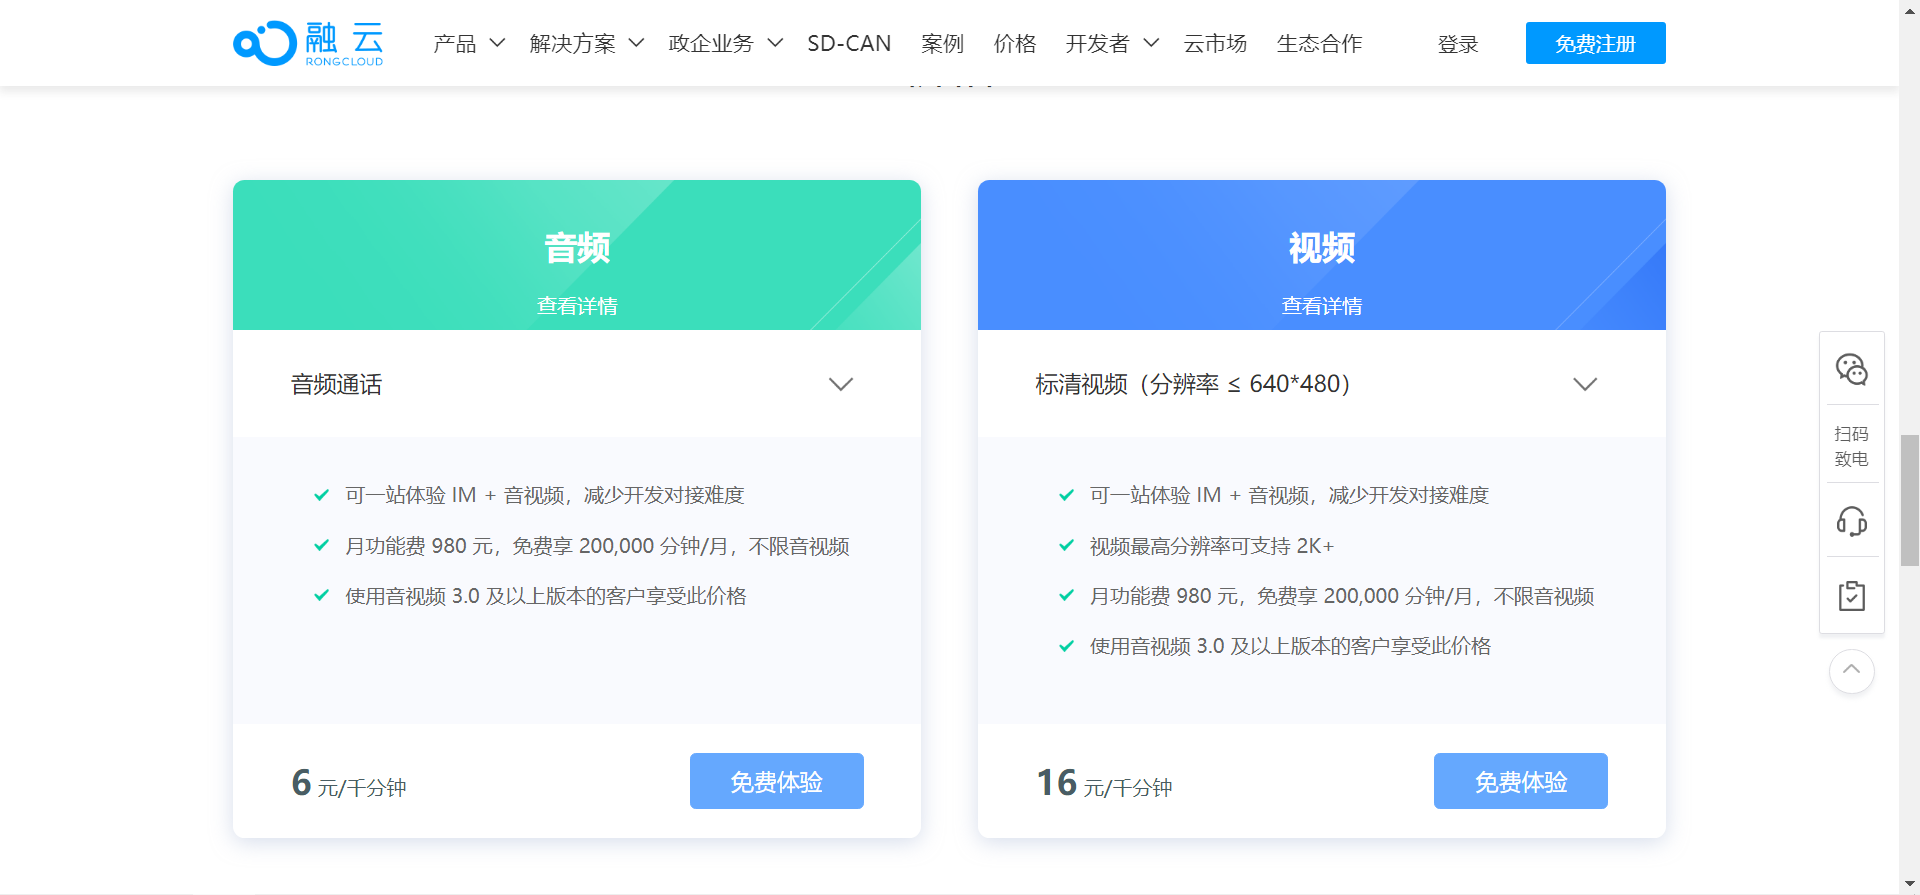 融云
RONGCLOUD
产品 解决方案 政企业务 SD-CAN 案例 价格 开发者 云市场 生态合作 登录 免费注册
音频
查看详情
音频通话
可一站体验 IM + 音视频，减少开发对接难度
月功能费 980 元，免费享 200,000 分钟/月，不限音视频
使用音视频 3.0 及以上版本的客户享受此价格
6 元/千分钟
免费体验
视频
查看详情
标清视频（分辨率 ≤ 640*480）
可一站体验 IM + 音视频，减少开发对接难度
视频最高分辨率可支持 2K+
月功能费 980 元，免费享 200,000 分钟/月，不限音视频
使用音视频 3.0 及以上版本的客户享受此价格
16 元/千分钟
免费体验
扫码
致电